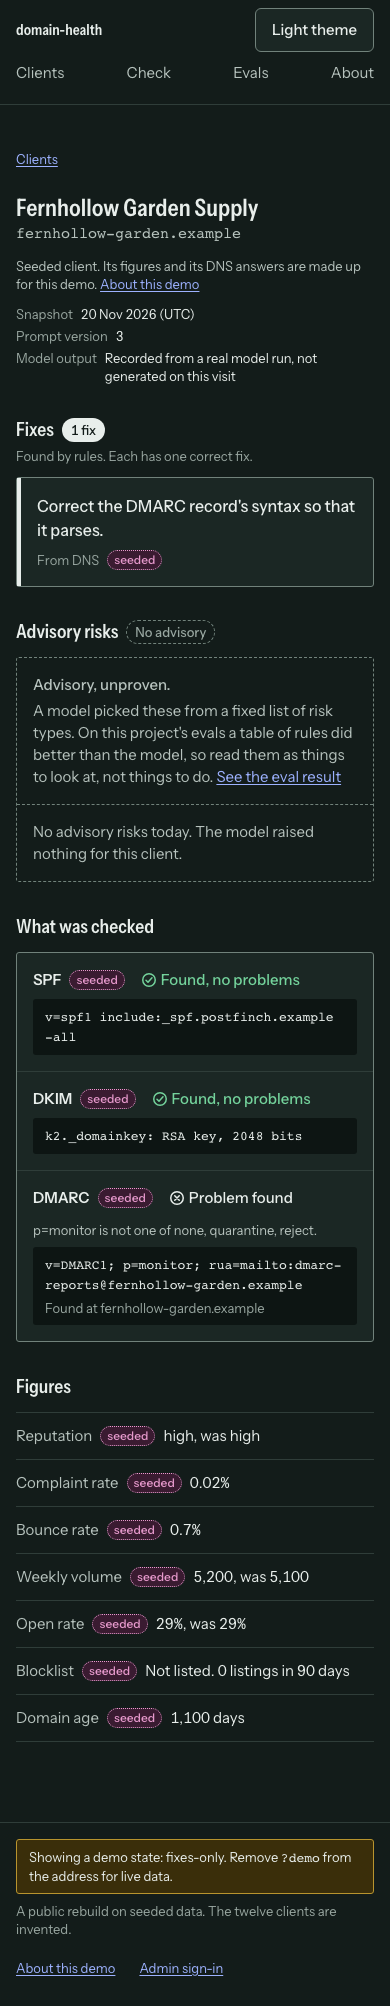 domain-health
Light theme
Clients Check Evals About
Clients
Fernhollow Garden Supply
fernhollow-garden.example
Seeded client. Its figures and its DNS answers are made up
for this demo. About this demo
Snapshot 20 Nov 2026 (UTC)
Prompt version 3
Model output Recorded from a real model run, not
generated on this visit
Fixes 1 fix
Found by rules. Each has one correct fix.
Correct the DMARC record's syntax so that
it parses.
From DNS seeded
Advisory risks No advisory
Advisory, unproven.
A model picked these from a fixed list of risk
types. On this project's evals a table of rules did
better than the model, so read them as things
to look at, not things to do. See the eval result
No advisory risks today. The model raised
nothing for this client.
What was checked
SPF seeded Found, no problems
v=spf1 include:_spf.postfinch.example
-all
DKIM seeded Found, no problems
k2._domainkey: RSA key, 2048 bits
DMARC seeded Problem found
p=monitor is not one of none, quarantine, reject.
v=DMARC1; p=monitor; rua=mailto:dmarc-
reports@fernhollow-garden.example
Found at fernhollow-garden.example
Figures
Reputation seeded high, was high
Complaint rate seeded 0.02%
Bounce rate seeded 0.7%
Weekly volume seeded 5,200, was 5,100
Open rate seeded 29%, was 29%
Blocklist seeded Not listed. 0 listings in 90 days
Domain age seeded 1,100 days
Showing a demo state: fixes-only. Remove ?demo from
the address for live data.
A public rebuild on seeded data. The twelve clients are
invented.
About this demo Admin sign-in